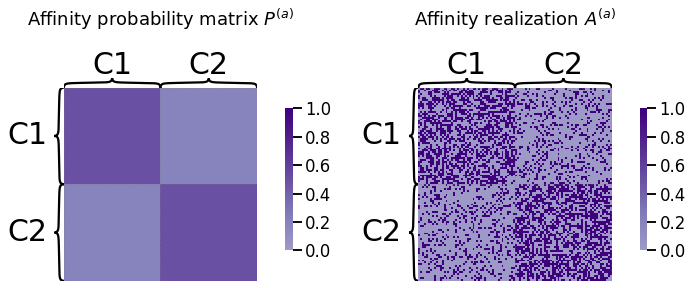 Affinity probability matrix P^(a)
C1 C2
C1
C2
1.0
0.8
0.6
0.4
0.2
0.0
Affinity realization A^(a)
C1 C2
C1
C2
1.0
0.8
0.6
0.4
0.2
0.0